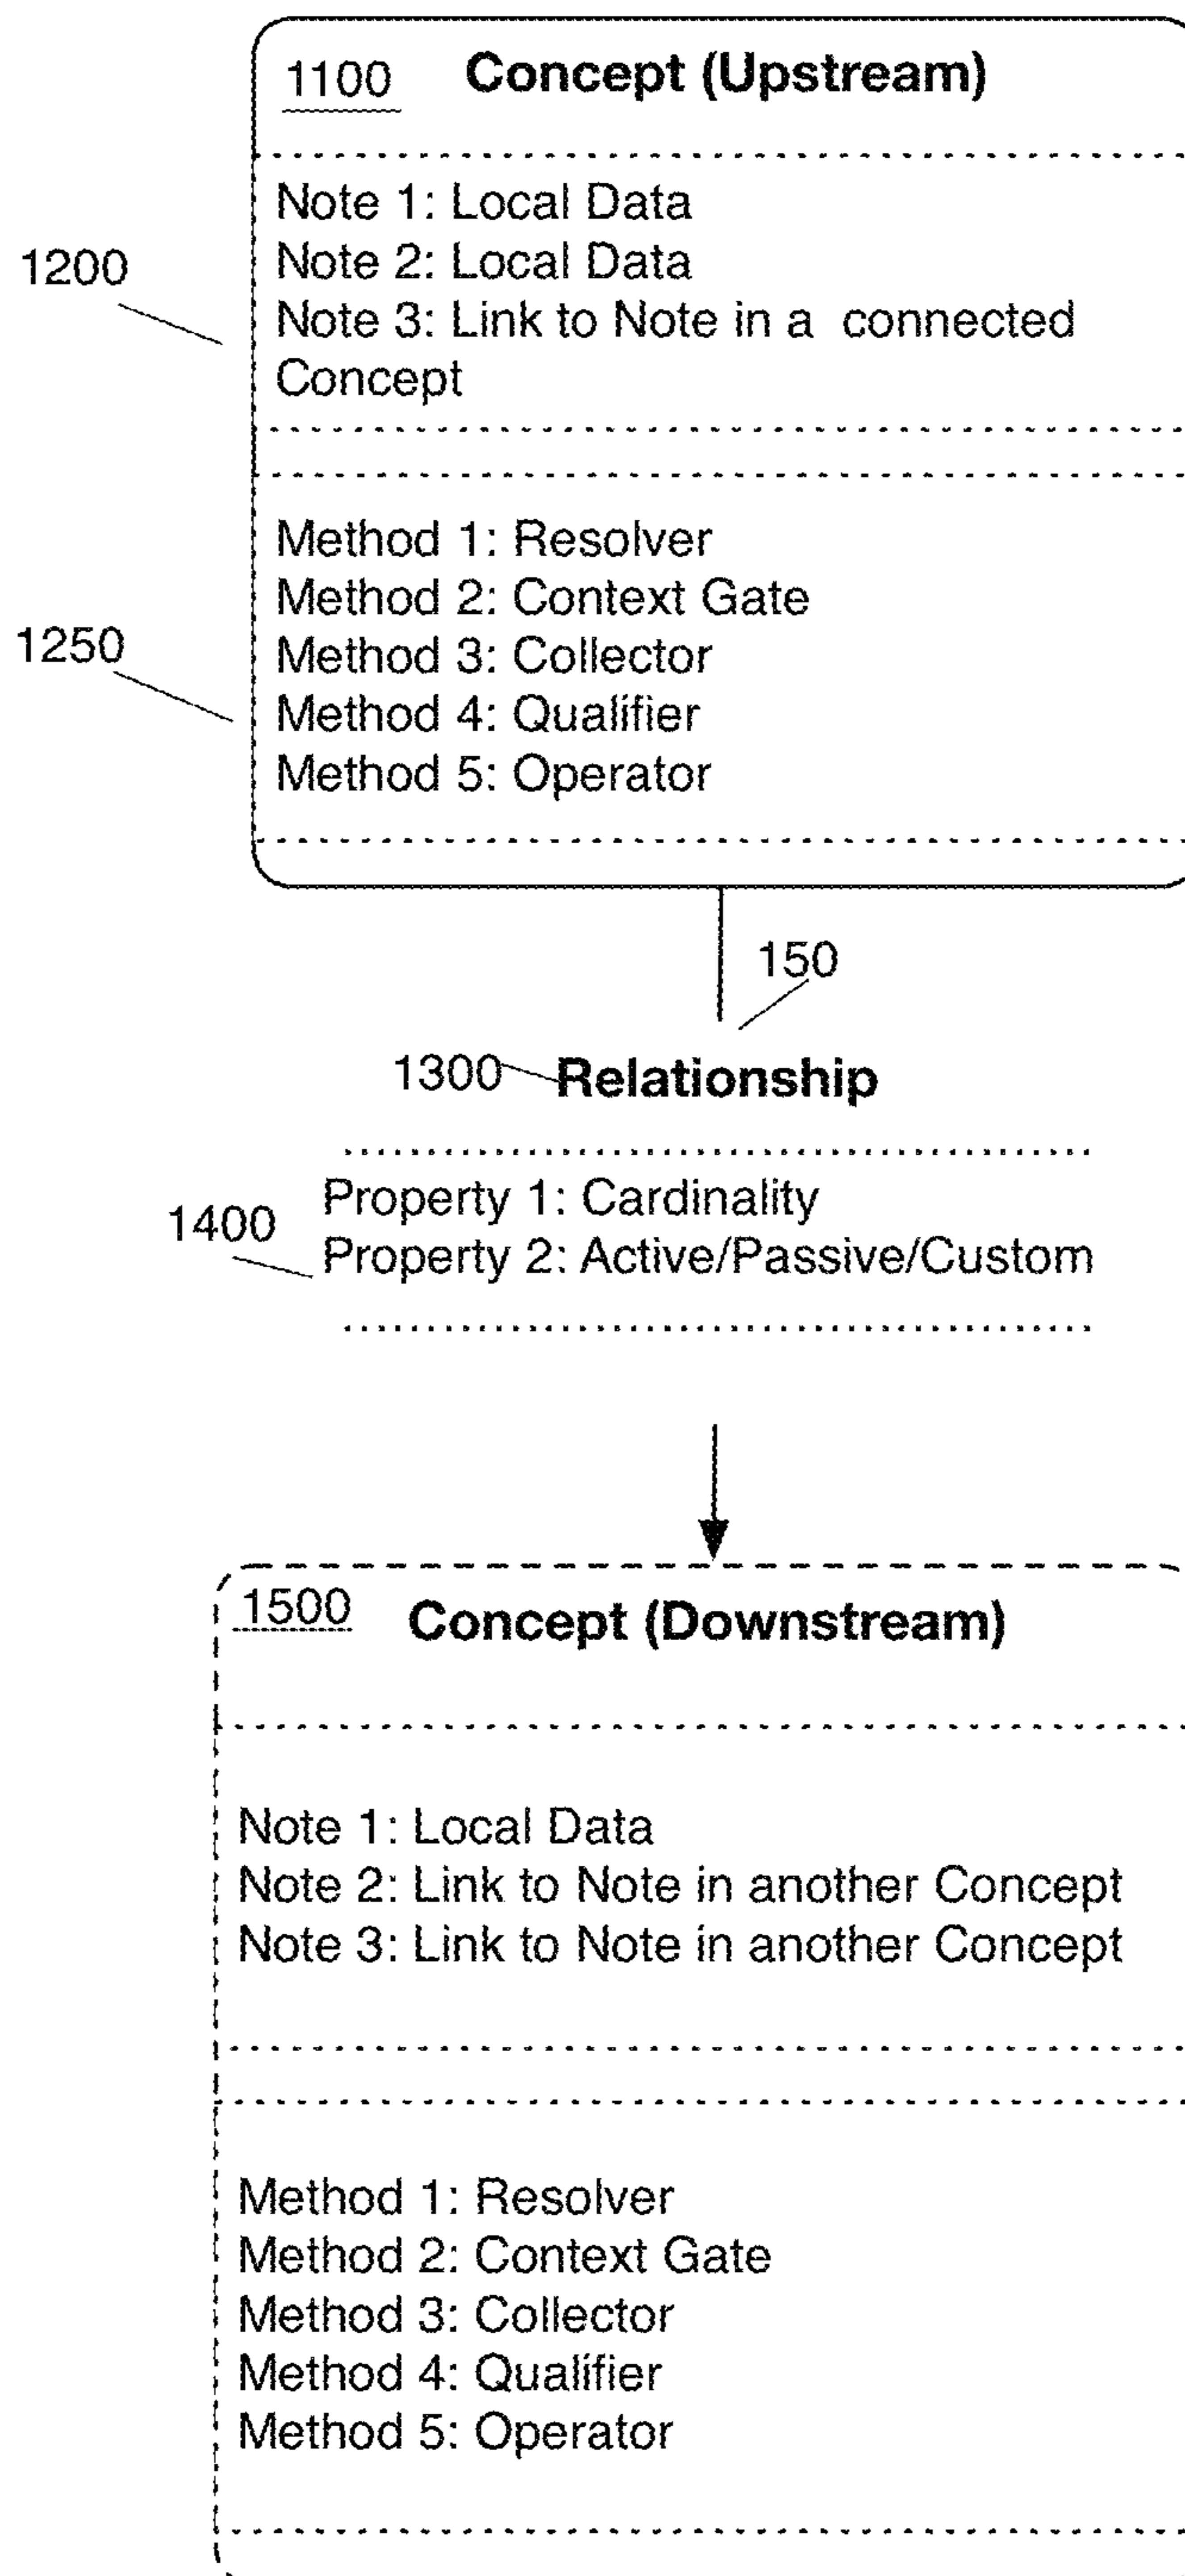 1100 Concept (Upstream)
Note 1: Local Data
Note 2: Local Data
1200
Note 3: Link to Note in a connected
Concept
Method 1: Resolver
Method 2: Context Gate
1250
Method 3: Collector
Method 4: Qualifier
Method 5: Operator
150
1300 Relationship
Property 1: Cardinality
1400
Property 2: Active/Passive/Custom
1500 Concept (Downstream)
Note 1: Local Data
Note 2: Link to Note in another Concept
Note 3: Link to Note in another Concept
Method 1: Resolver
Method 2: Context Gate
Method 3: Collector
Method 4: Qualifier
Method 5: Operator